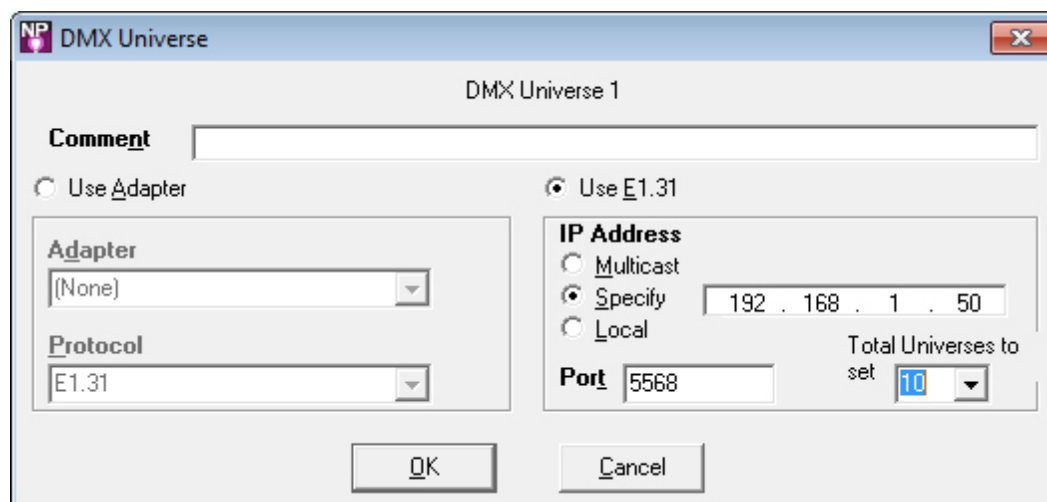 NP DMX Universe
DMX Universe 1
Comment
Use Adapter
Use E1.31
Adapter
(None)
Protocol
E1.31
IP Address
Multicast
Specify 192 . 168 . 1 . 50
Local
Port 5568
Total Universes to
set 10
OK Cancel